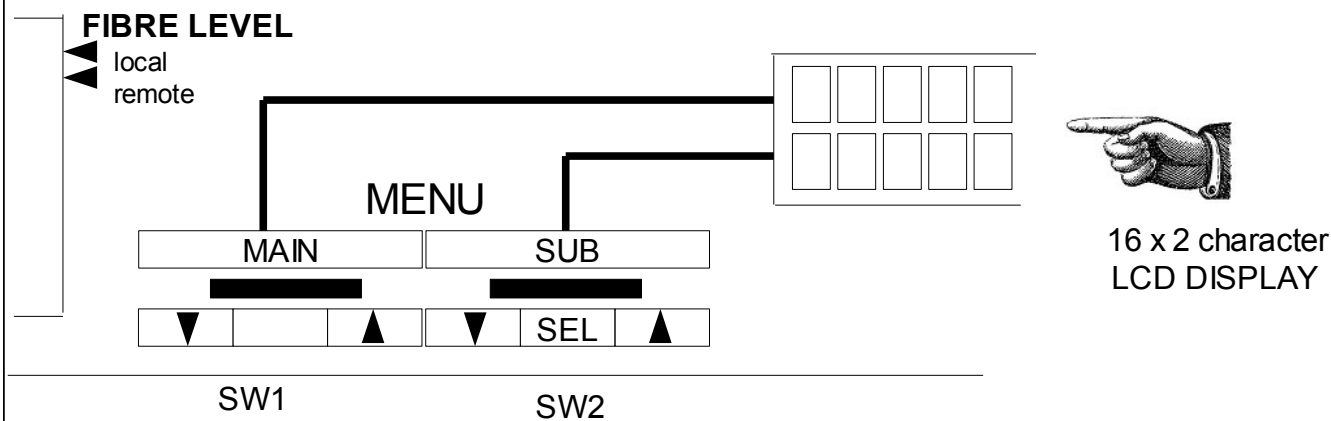 FIBRE LEVEL
local
remote
MENU
MAIN SUB
SEL
SW1 SW2
16 x 2 character
LCD DISPLAY